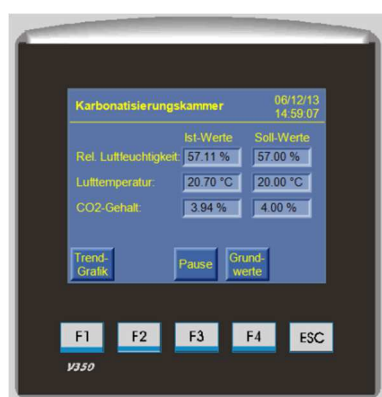 Karbonatisierungskammer 06/12/13
14:59:07
Ist-Werte Soll-Werte
Rel. Luftfeuchtigkeit: 57.11 % 57.00 %
Lufttemperatur: 20.70 °C 20.00 °C
CO2-Gehalt: 3.94 % 4.00 %
Trend-
Grafik
Pause
Grund-
werte
F1 F2 F3 F4 ESC
V350